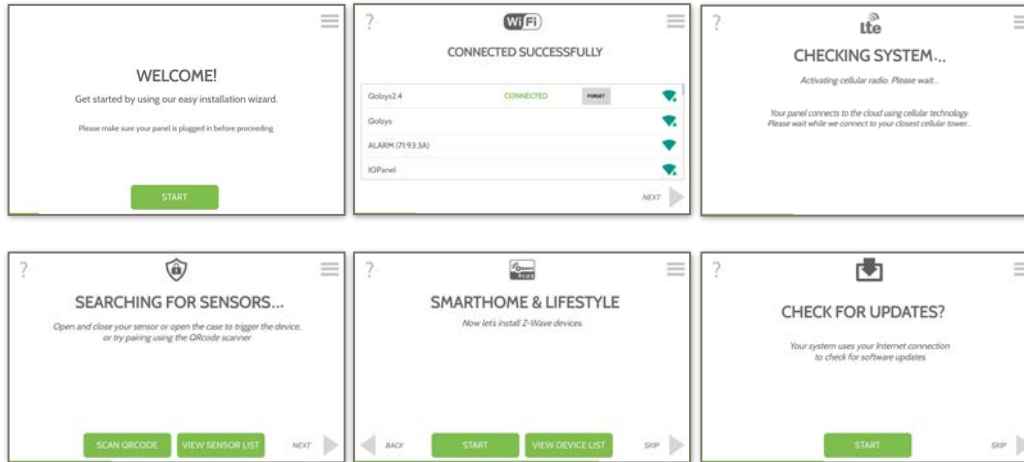 WELCOME!
Get started by using our easy installation wizard.
Please make sure your panel is plugged in before proceeding.
START
?
WiFi
CONNECTED SUCCESSFULLY
Qolsys2.4 CONNECTED FORGET
Qolsys
ALARM (71:93:3A)
IQPanel
NEXT
?
lte
CHECKING SYSTEM...
Activating cellular radio. Please wait...
Your panel connects to the cloud using cellular technology.
Please wait while we connect to your closest cellular tower...
?
SEARCHING FOR SENSORS...
Open and close your sensor or open the case to trigger the device,
or try pairing using the QRcode scanner
SCAN QRCODE VIEW SENSOR LIST NEXT
?
PLUS
SMARTHOME & LIFESTYLE
Now let's install Z-Wave devices.
BACK START VIEW DEVICE LIST SKIP
?
CHECK FOR UPDATES?
Your system uses your Internet connection
to check for software updates
START SKIP